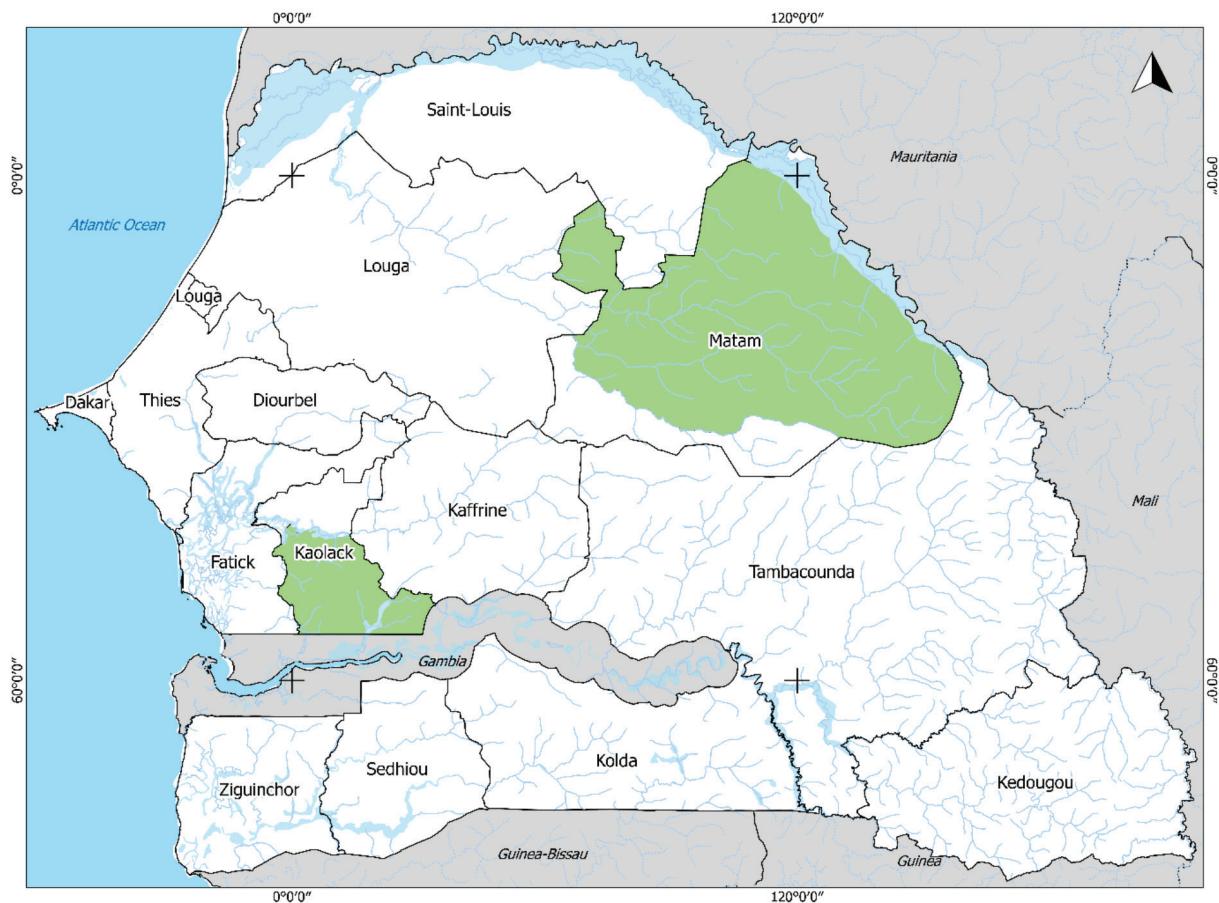 0°0'0" 120°0'0"
Saint-Louis
Mauritania
0°0'0" 0°0'0"
Atlantic Ocean
Louga
Louga
Matam
Dakar Thies Diourbel
Kaffrine
Mali
Kaolack
Fatick
Tambacounda
Gambia
60°0'0" 60°0'0"
Sedhiou
Kolda
Ziguinchor
Kedougou
Guinea-Bissau
Guinea
0°0'0" 120°0'0"